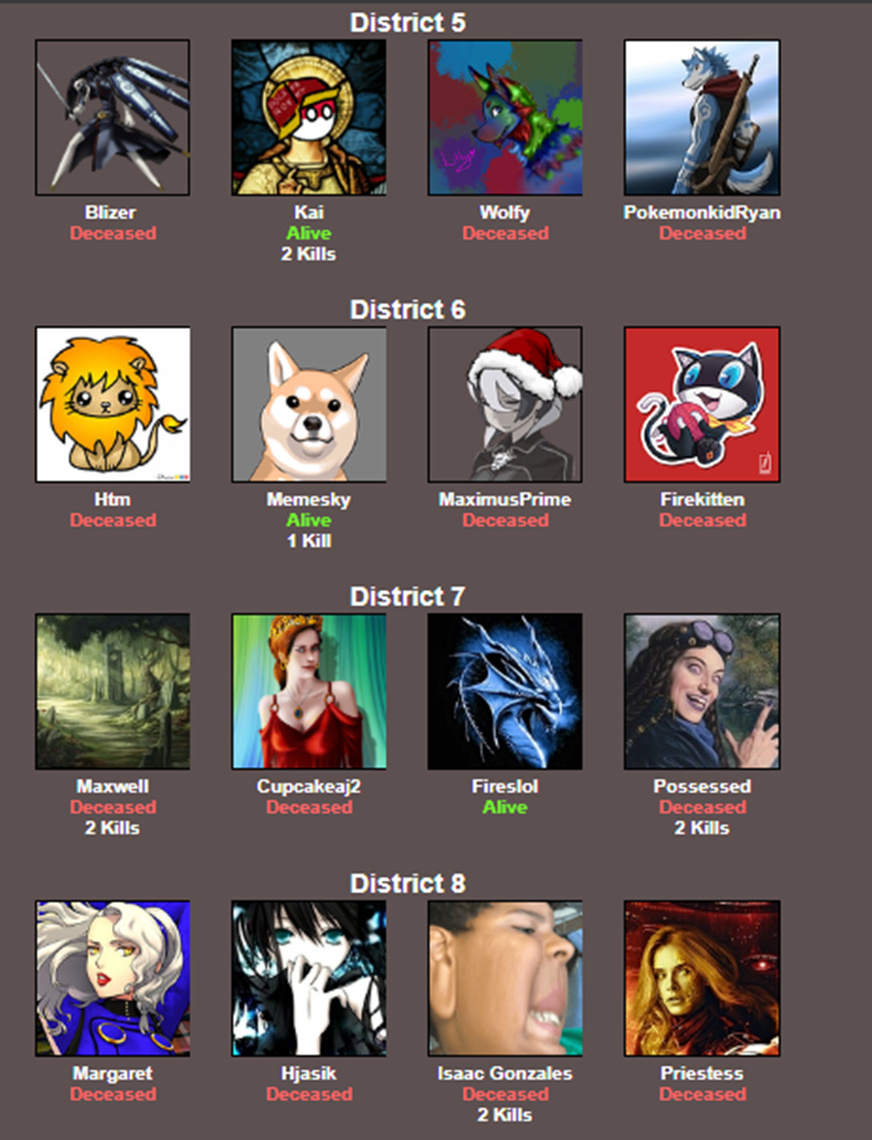 District 5
Blizer
Deceased
Kai
Alive
2 Kills
Wolfy
Deceased
PokemonkidRyan
Deceased
District 6
Htm
Deceased
Memesky
Alive
1 Kill
MaximusPrime
Deceased
Firekitten
Deceased
District 7
Maxwell
Deceased
2 Kills
Cupcakeaj2
Deceased
Fireslol
Alive
Possessed
Deceased
2 Kills
District 8
Margaret
Deceased
Hjasik
Deceased
Isaac Gonzales
Deceased
2 Kills
Priestess
Deceased